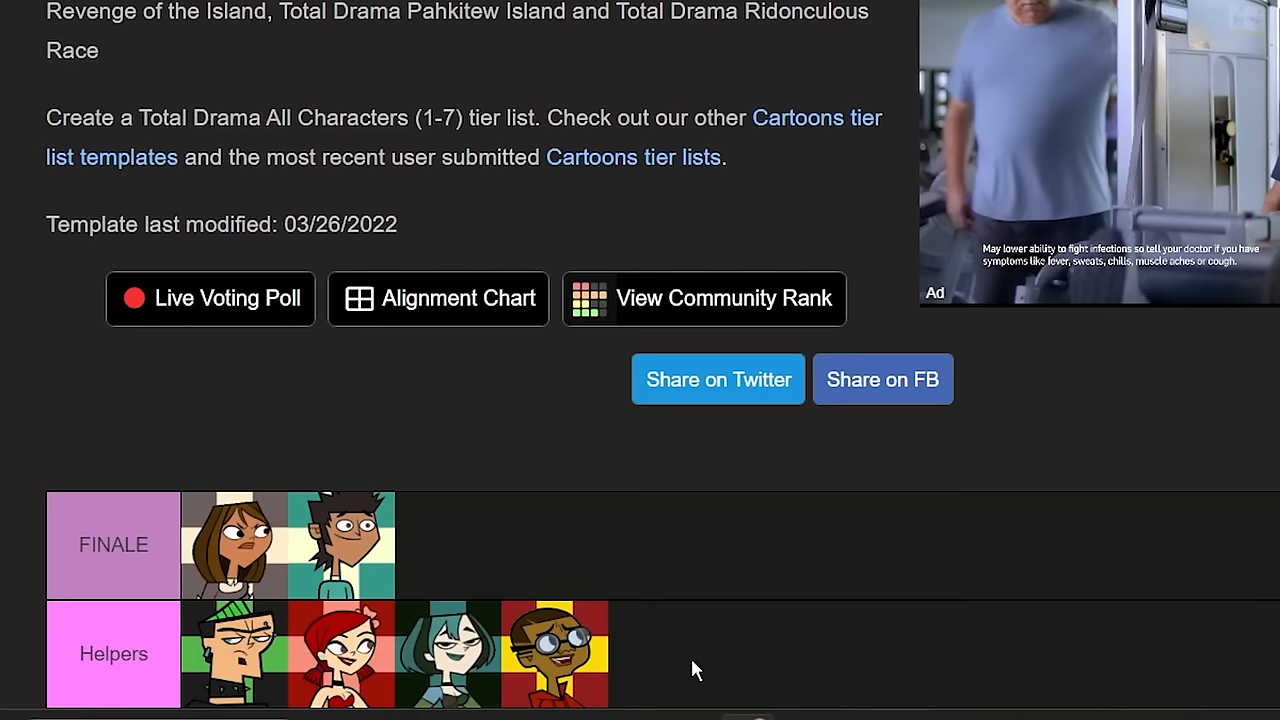 Revenge of the Island, Total Drama Pahkitew Island and Total Drama Ridonculous
Race
Create a Total Drama All Characters (1-7) tier list. Check out our other Cartoons tier
list templates and the most recent user submitted Cartoons tier lists.
Template last modified: 03/26/2022
Live Voting Poll
Alignment Chart
View Community Rank
Share on Twitter
Share on FB
May lower ability to fight infections so tell your doctor if you have
symptoms like fever, sweats, chills, muscle aches or cough.
Ad
FINALE
Helpers